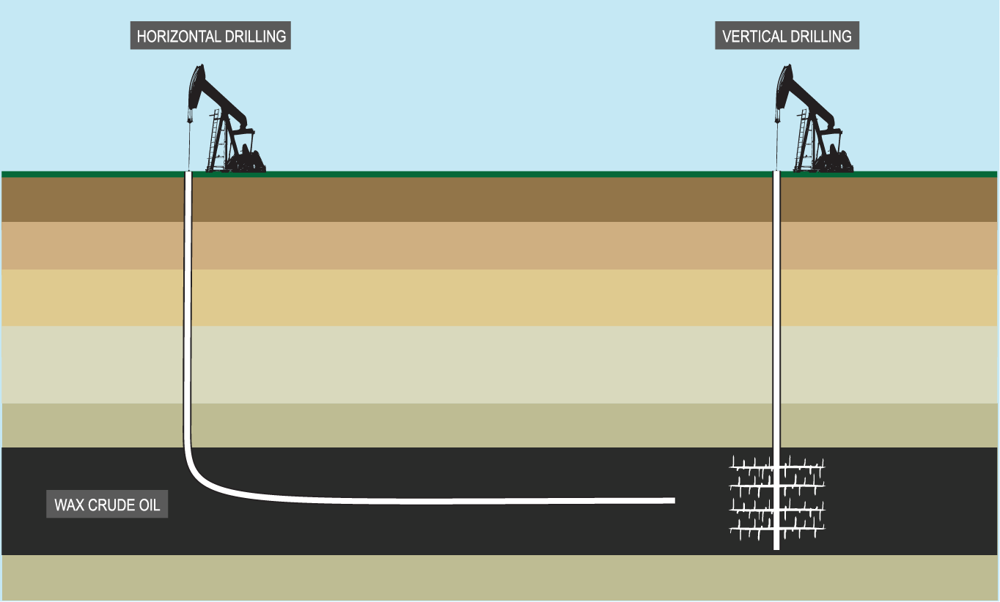 HORIZONTAL DRILLING
VERTICAL DRILLING
WAX CRUDE OIL